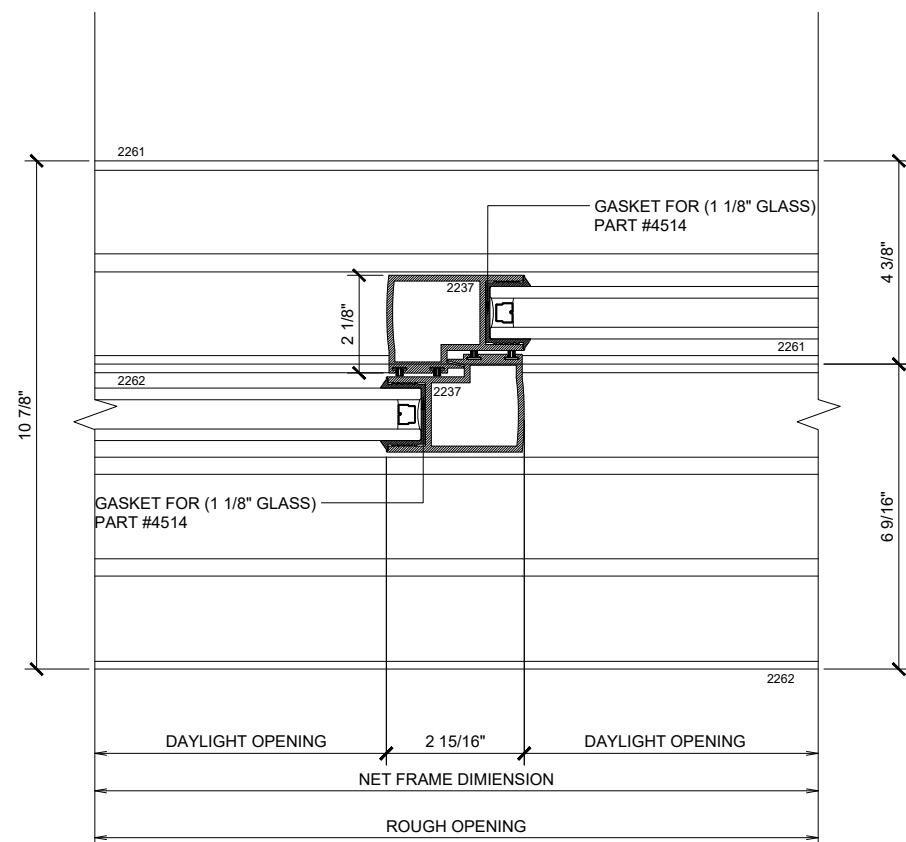 2261
GASKET FOR (1 1/8" GLASS)
PART #4514
4 3/8"
2237
2 1/8"
2261
2262
2237
10 7/8"
GASKET FOR (1 1/8" GLASS)
PART #4514
6 9/16"
2262
DAYLIGHT OPENING
2 15/16"
DAYLIGHT OPENING
NET FRAME DIMIENSION
ROUGH OPENING